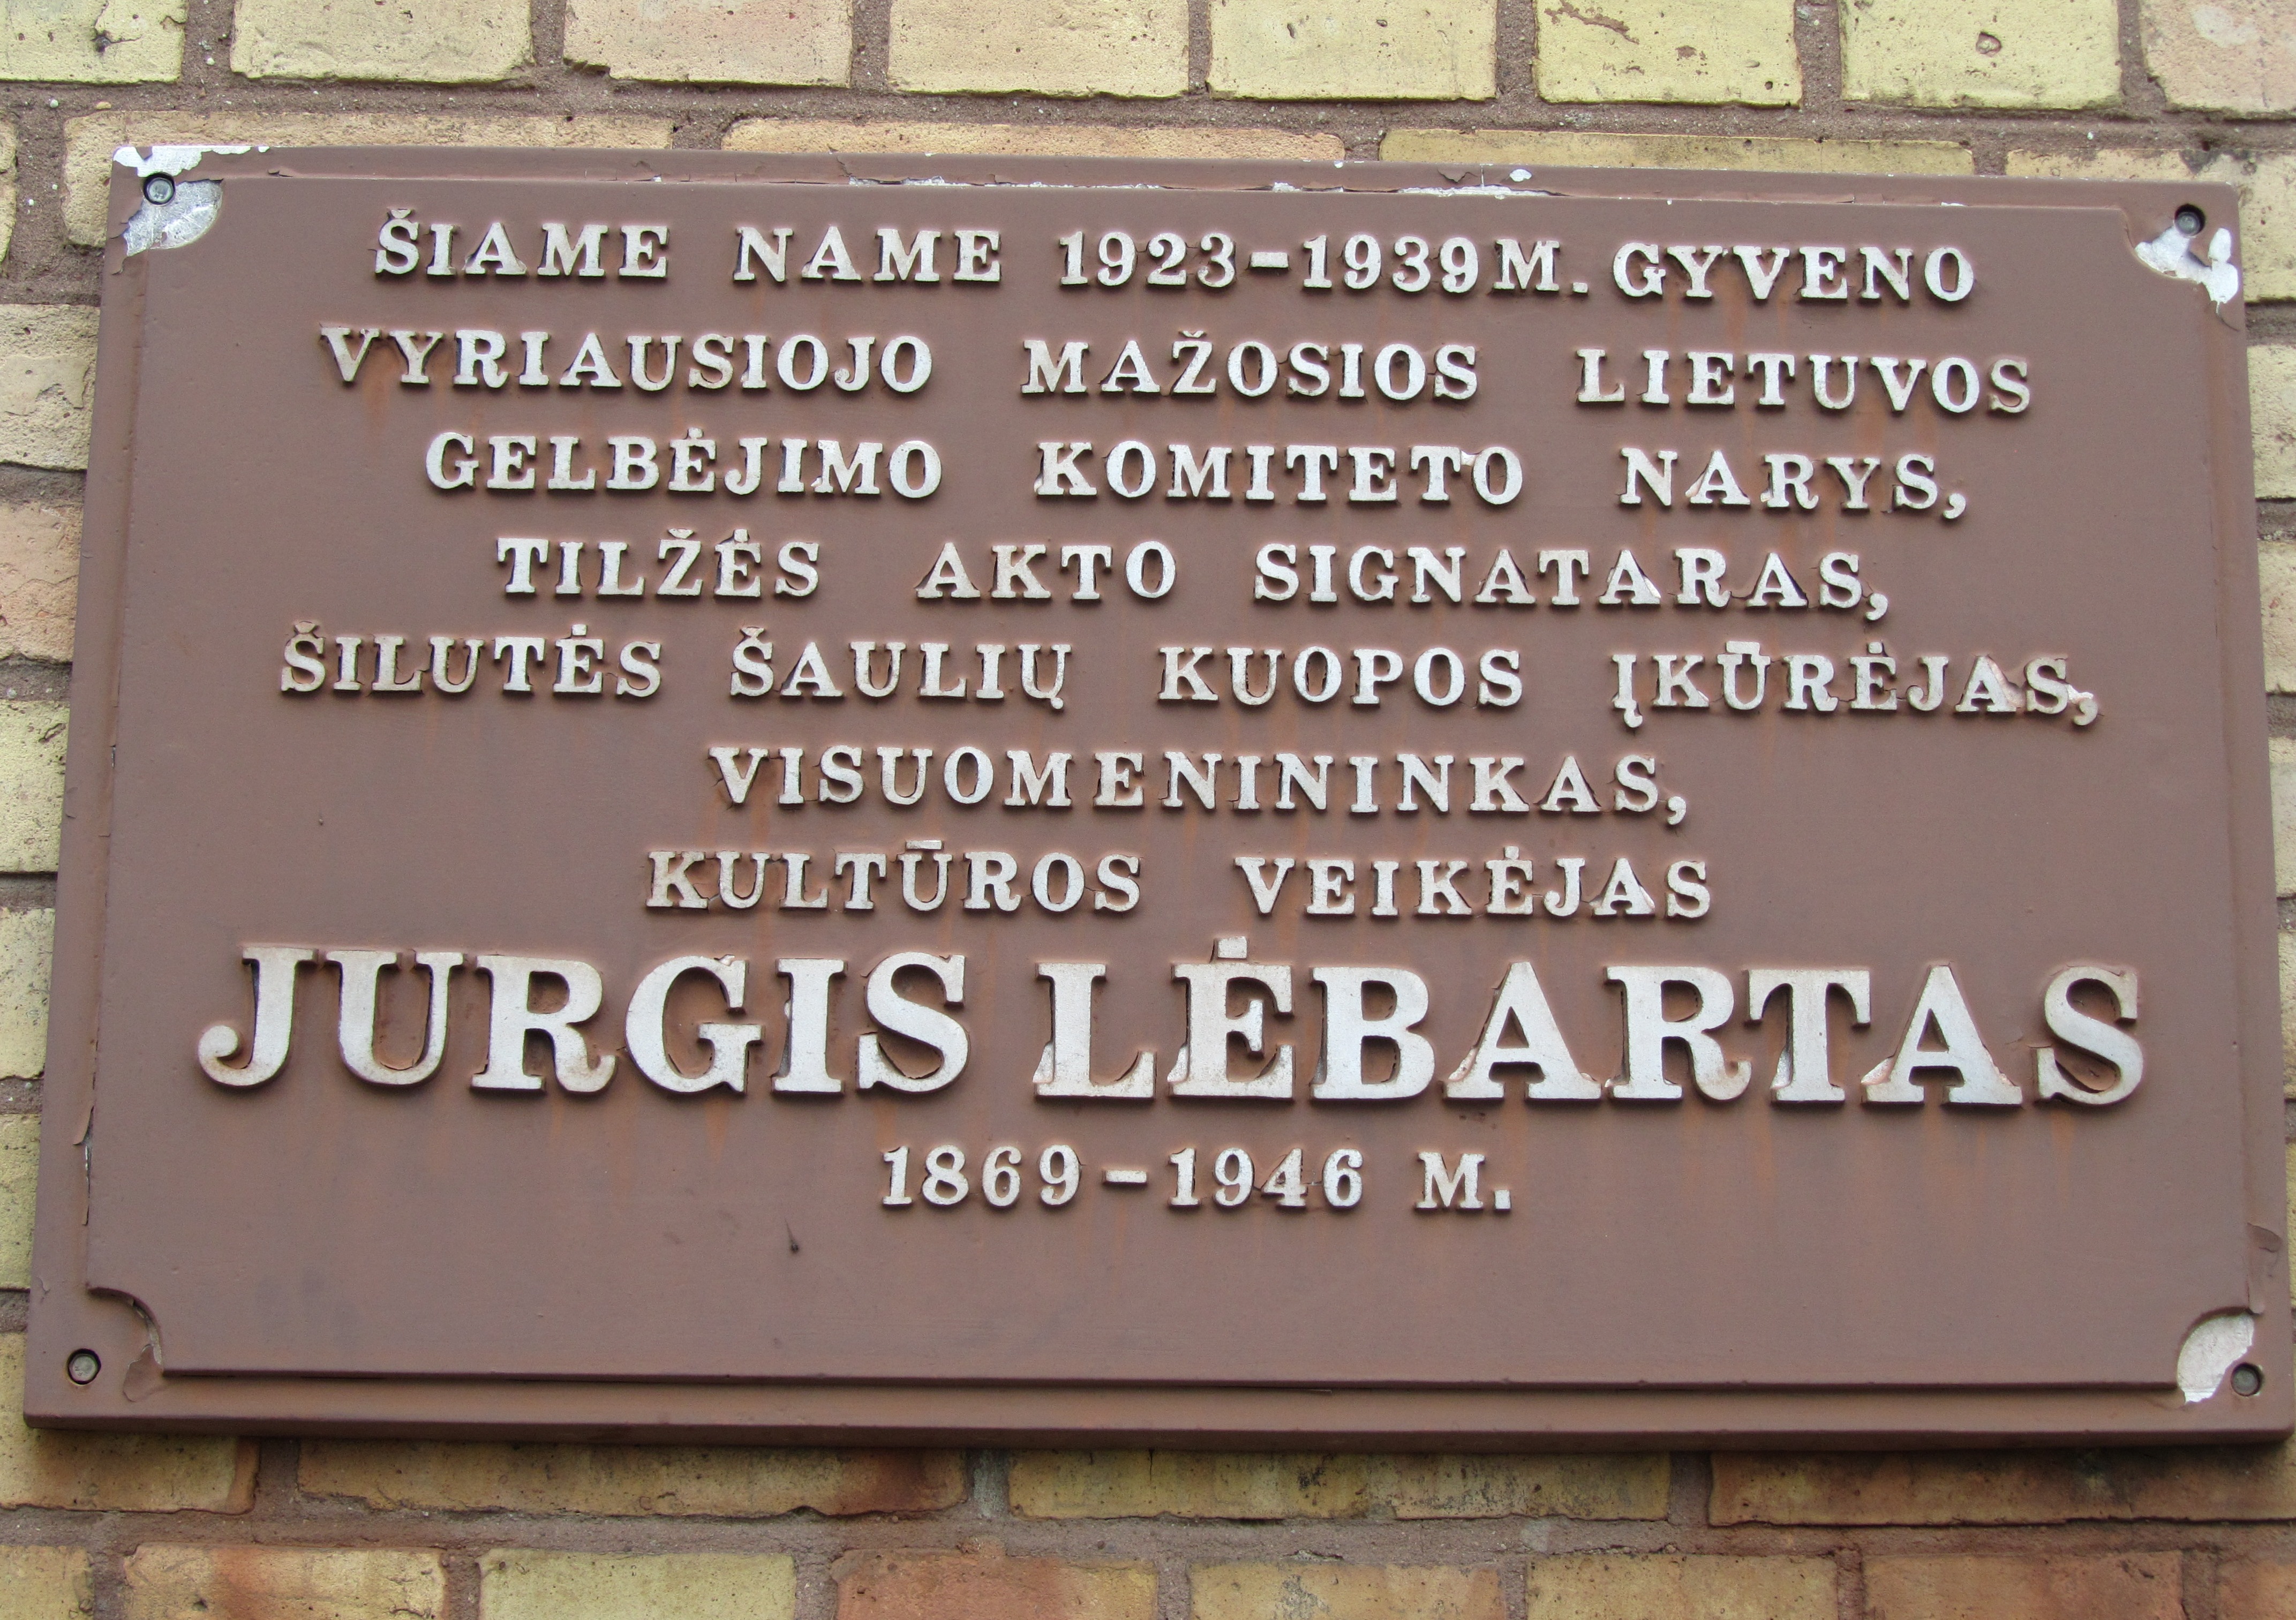 ŠIAME NAME 1923-1939 M. GYVENO
VYRIAUSIOJO MAŽOSIOS LIETUVOS
GELBĖJIMO KOMITETO NARYS,
TILŽĖS AKTO SIGNATARAS,
ŠILUTĖS ŠAULIŲ KUOPOS ĮKŪRĖJAS,
VISUOMENININKAS,
KULTŪROS VEIKĖJAS
JURGIS LĖBARTAS
1869-1946 M.